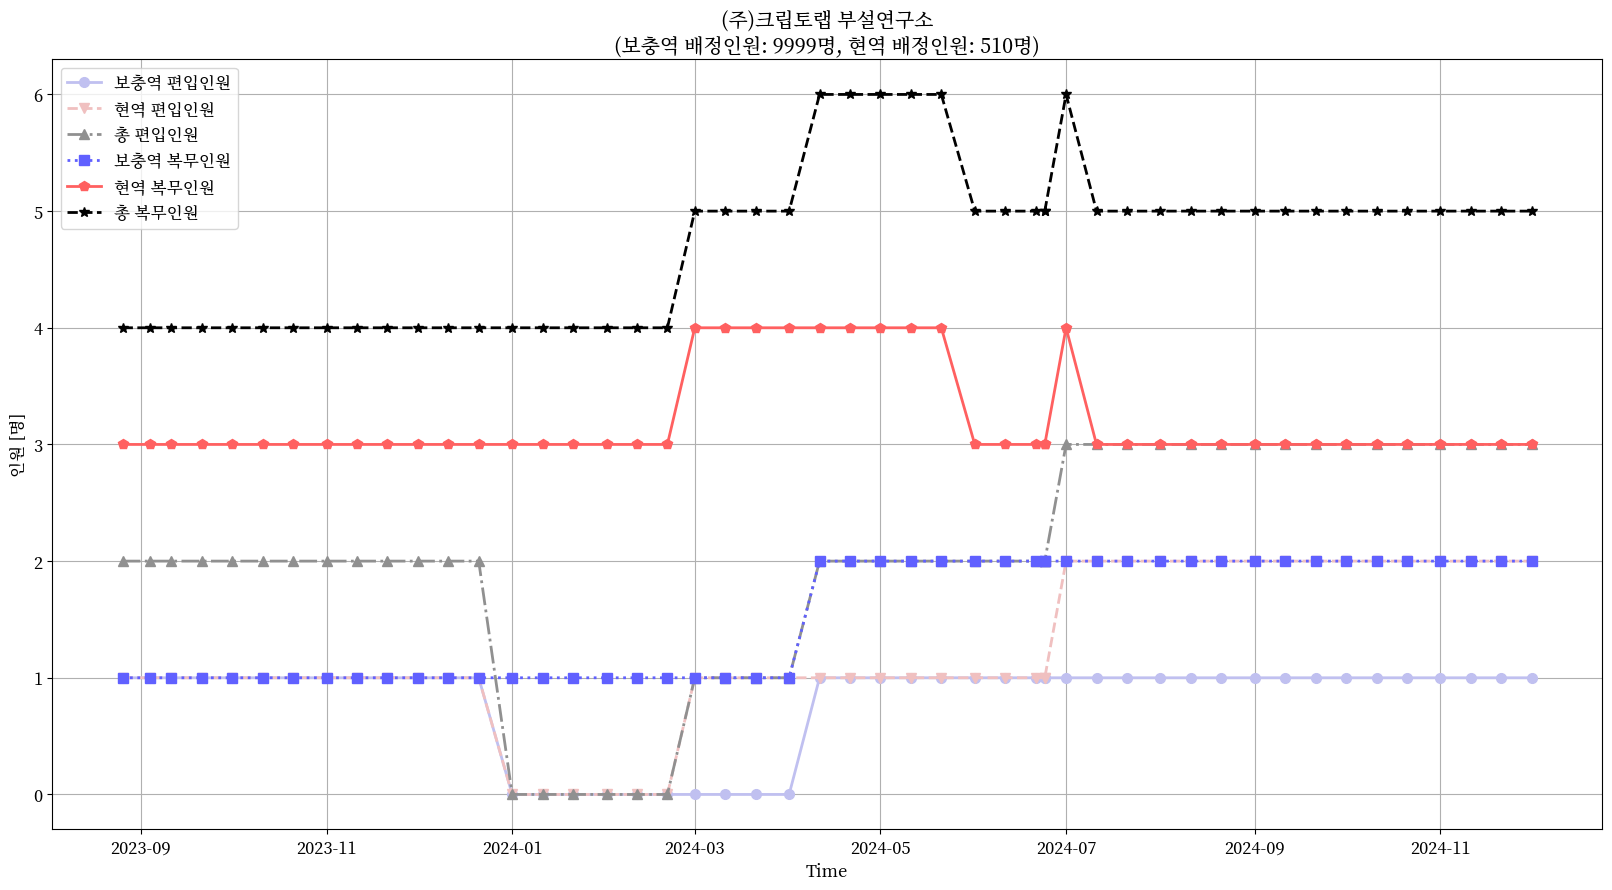 (주)크립토랩 부설연구소
(보충역 배정인원: 9999명, 현역 배정인원: 510명)
보충역 편입인원
현역 편입인원
총 편입인원
보충역 복무인원
현역 복무인원
총 복무인원
인원 [명]
6
5
4
3
2
1
0
2023-09 2023-11 2024-01 2024-03 2024-05 2024-07 2024-09 2024-11
Time